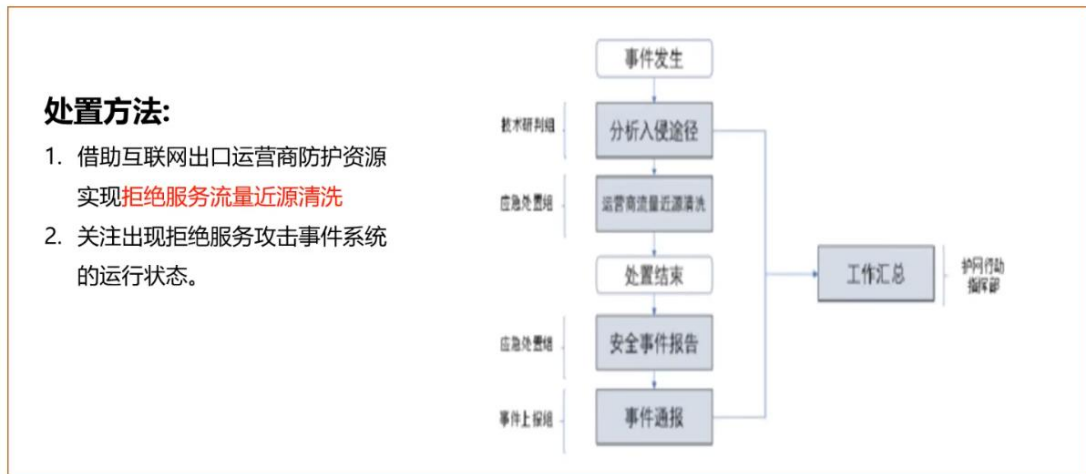 处置方法:
1. 借助互联网出口运营商防护资源
实现拒绝服务流量近源清洗
2. 关注出现拒绝服务攻击事件系统
的运行状态。
事件发生
技术研判组
分析入侵途径
应急处置组
运营商流量近源清洗
处置结束
工作汇总
护网行动
指挥部
应急处置组
安全事件报告
事件上报组
事件通报